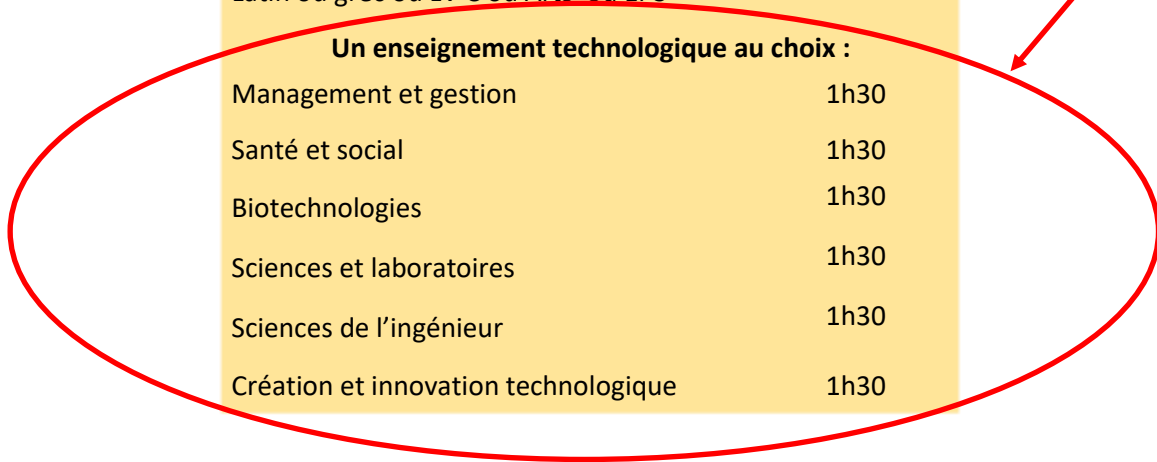 Un enseignement technologique au choix :
Management et gestion 1h30
Santé et social 1h30
Biotechnologies 1h30
Sciences et laboratoires 1h30
Sciences de l’ingénieur 1h30
Création et innovation technologique 1h30